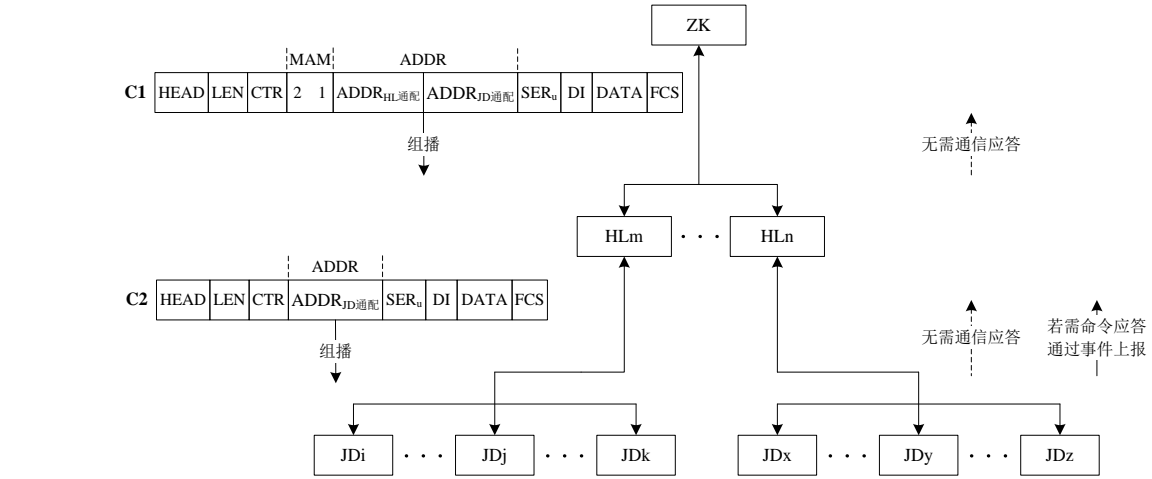 ZK
MAM ADDR
C1 HEAD LEN CTR 2 1 ADDRHL通配 ADDRJD通配 SERu DI DATA FCS
组播
无需通信应答
HLm · · · HLn
ADDR
C2 HEAD LEN CTR ADDRJD通配 SERu DI DATA FCS
组播
无需通信应答
若需命令应答
通过事件上报
JDi · · · JDj · · · JDk JDx · · · JDy · · · JDz